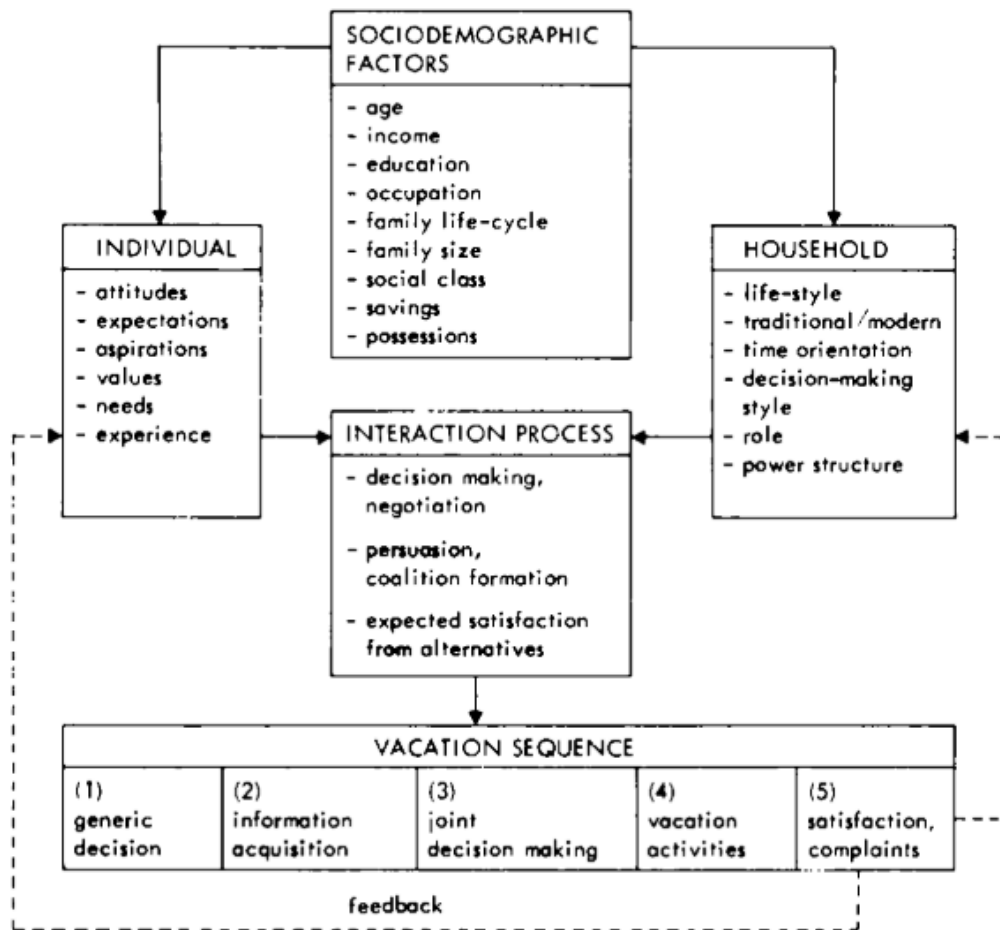 SOCIODEMOGRAPHIC
FACTORS
- age
- income
- education
- occupation
- family life-cycle
- family size
- social class
- savings
- possessions
INDIVIDUAL
- attitudes
- expectations
- aspirations
- values
- needs
- experience
HOUSEHOLD
- life-style
- traditional/modern
- time orientation
- decision-making
style
- role
- power structure
INTERACTION PROCESS
- decision making,
negotiation
- persuasion,
coalition formation
- expected satisfaction
from alternatives
VACATION SEQUENCE
(1)
generic
decision
(2)
information
acquisition
(3)
joint
decision making
(4)
vacation
activities
(5)
satisfaction,
complaints
feedback